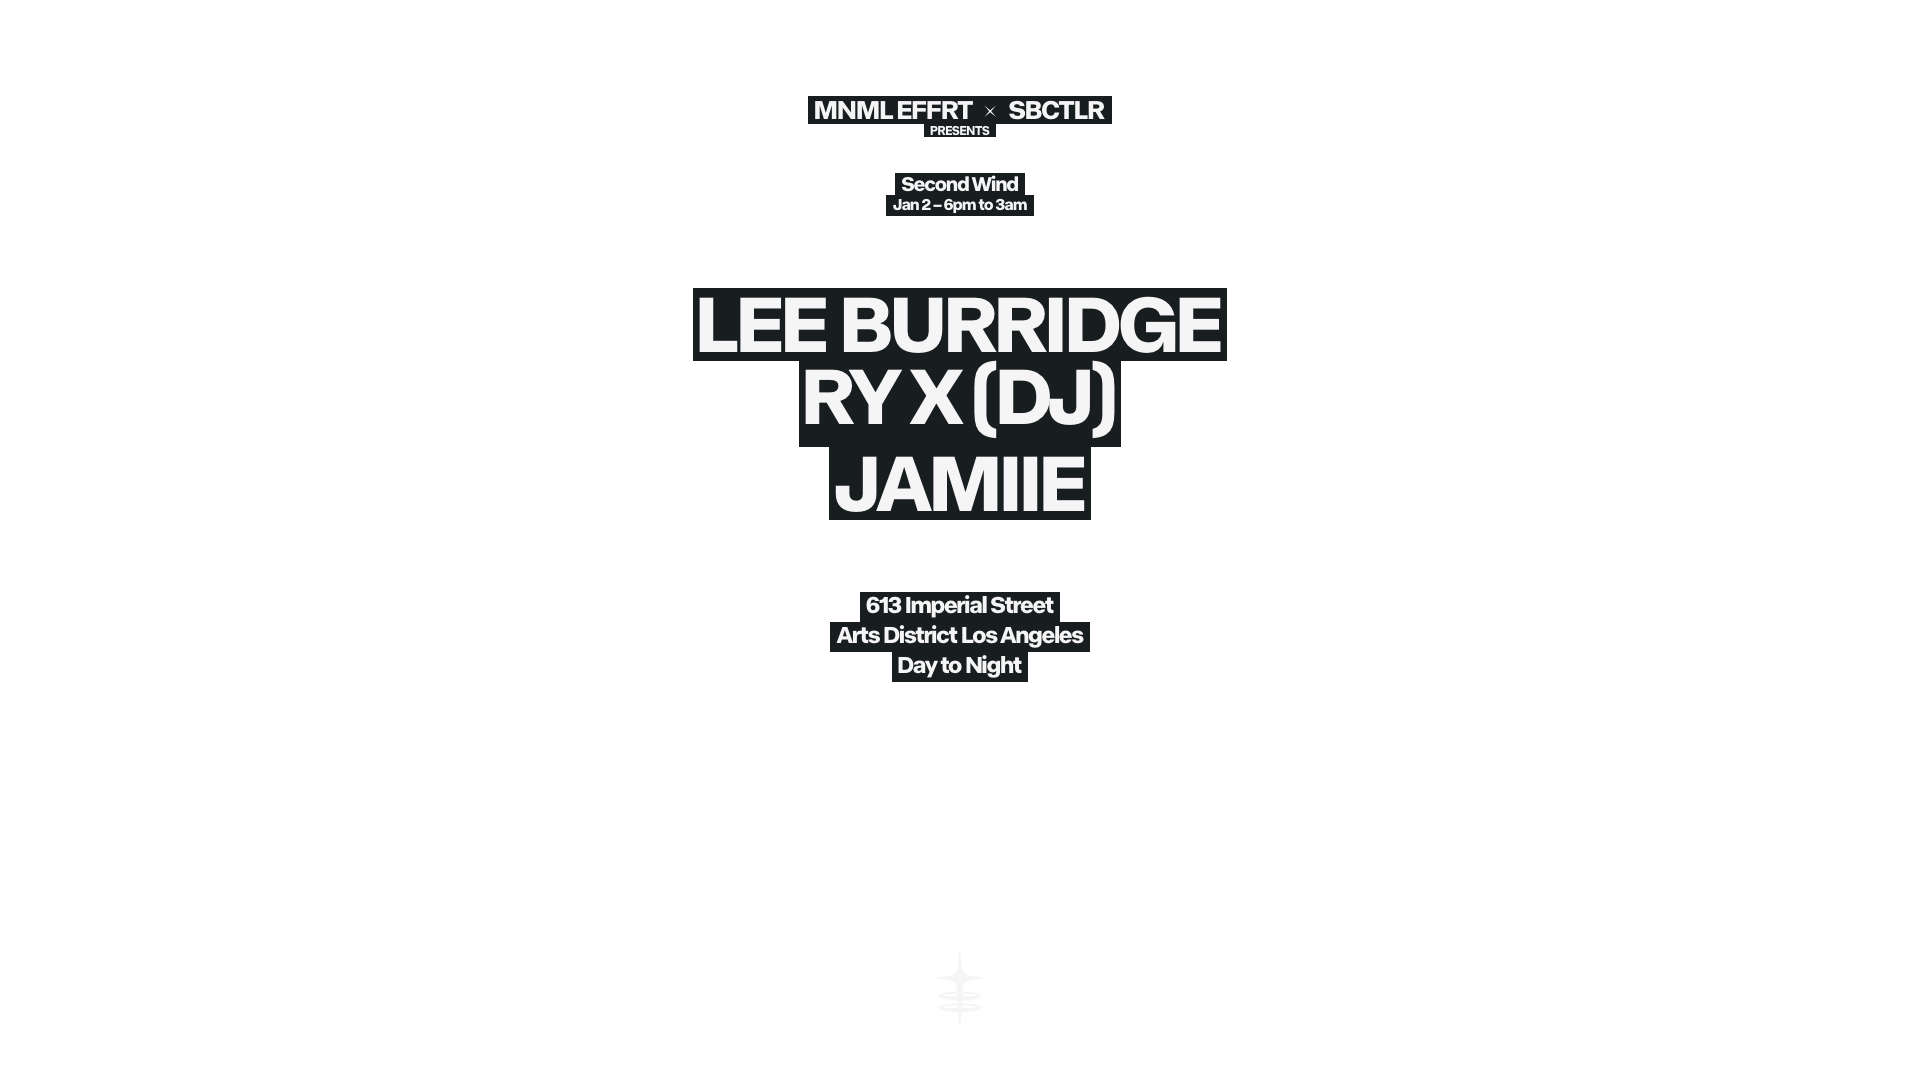 MNML EFFRT × SBCTLR
PRESENTS
Second Wind
Jan 2 – 6pm to 3am
LEE BURRIDGE
RY X (DJ)
JAMIIE
613 Imperial Street
Arts District Los Angeles
Day to Night